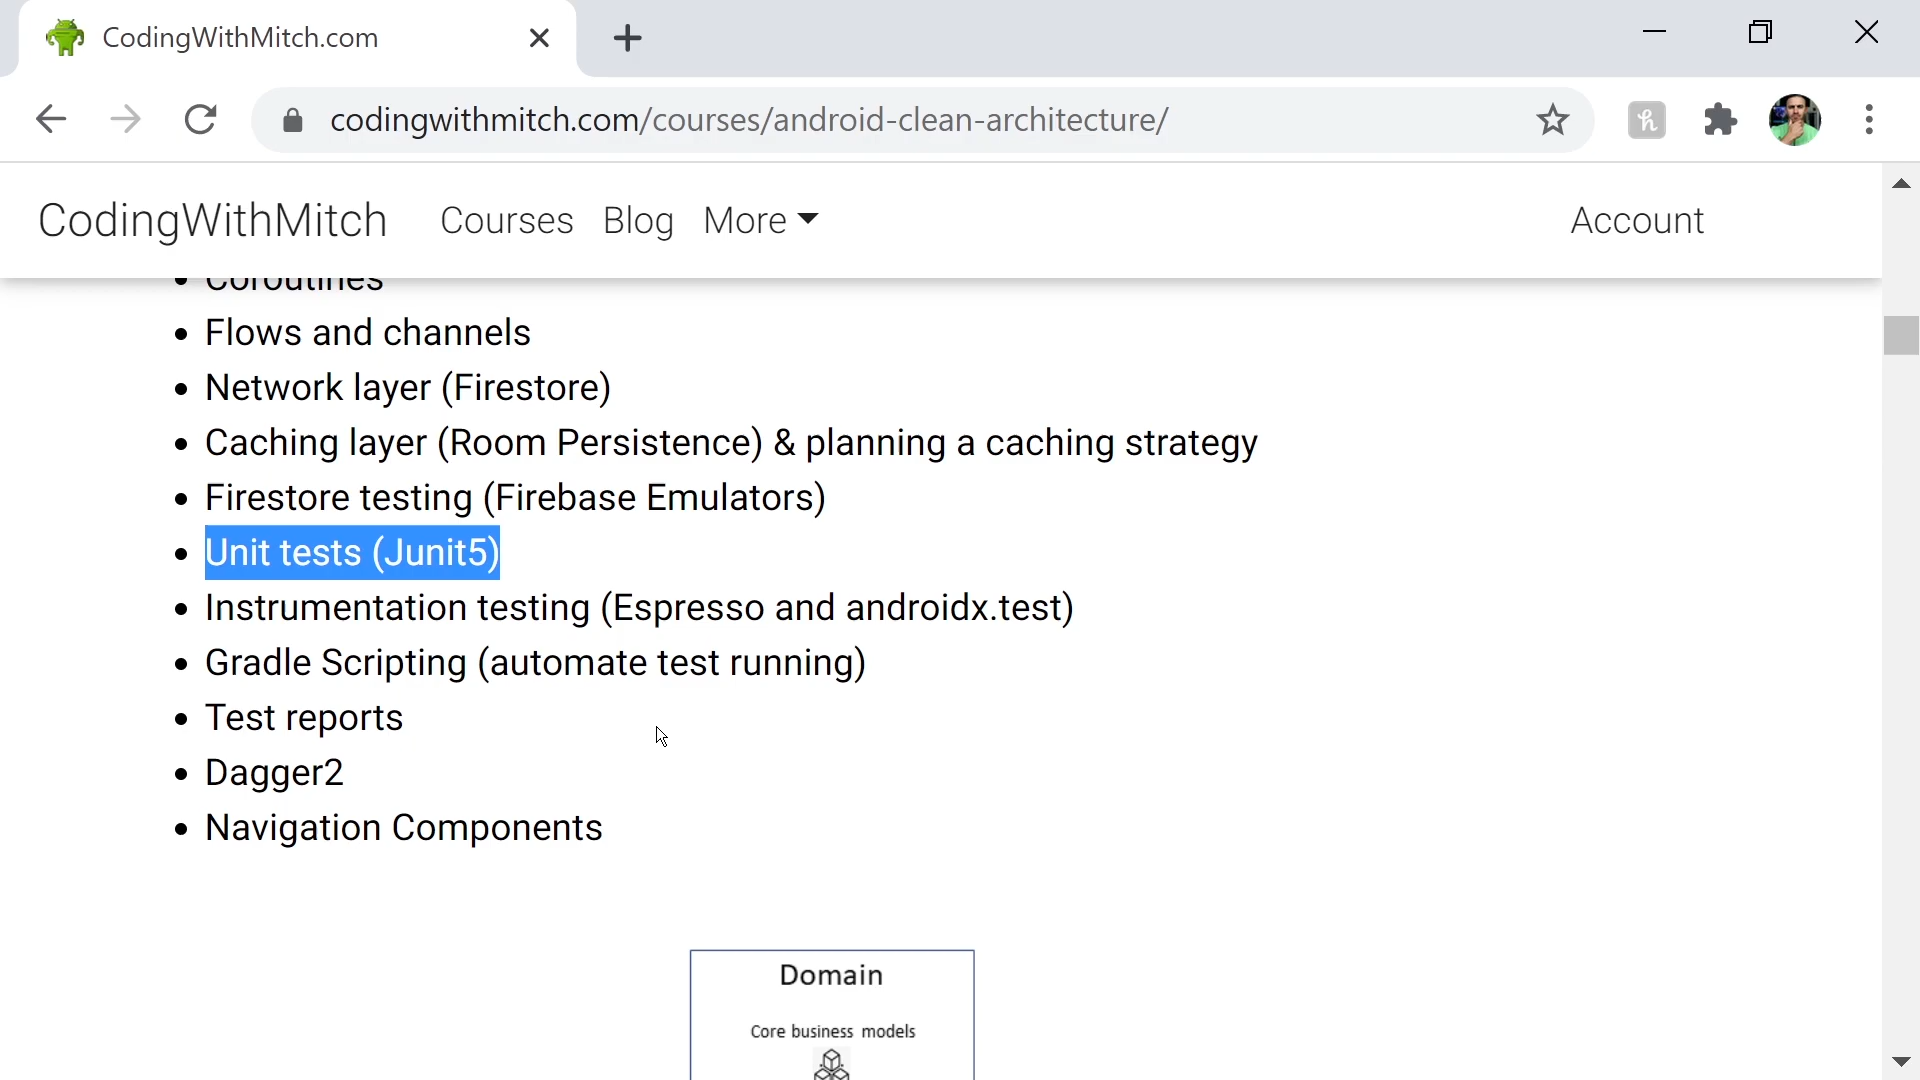 CodingWithMitch.com
codingwithmitch.com/courses/android-clean-architecture/
CodingWithMitch Courses Blog More Account
Coroutines
Flows and channels
Network layer (Firestore)
Caching layer (Room Persistence) & planning a caching strategy
Firestore testing (Firebase Emulators)
Unit tests (Junit5)
Instrumentation testing (Espresso and androidx.test)
Gradle Scripting (automate test running)
Test reports
Dagger2
Navigation Components
Domain
Core business models